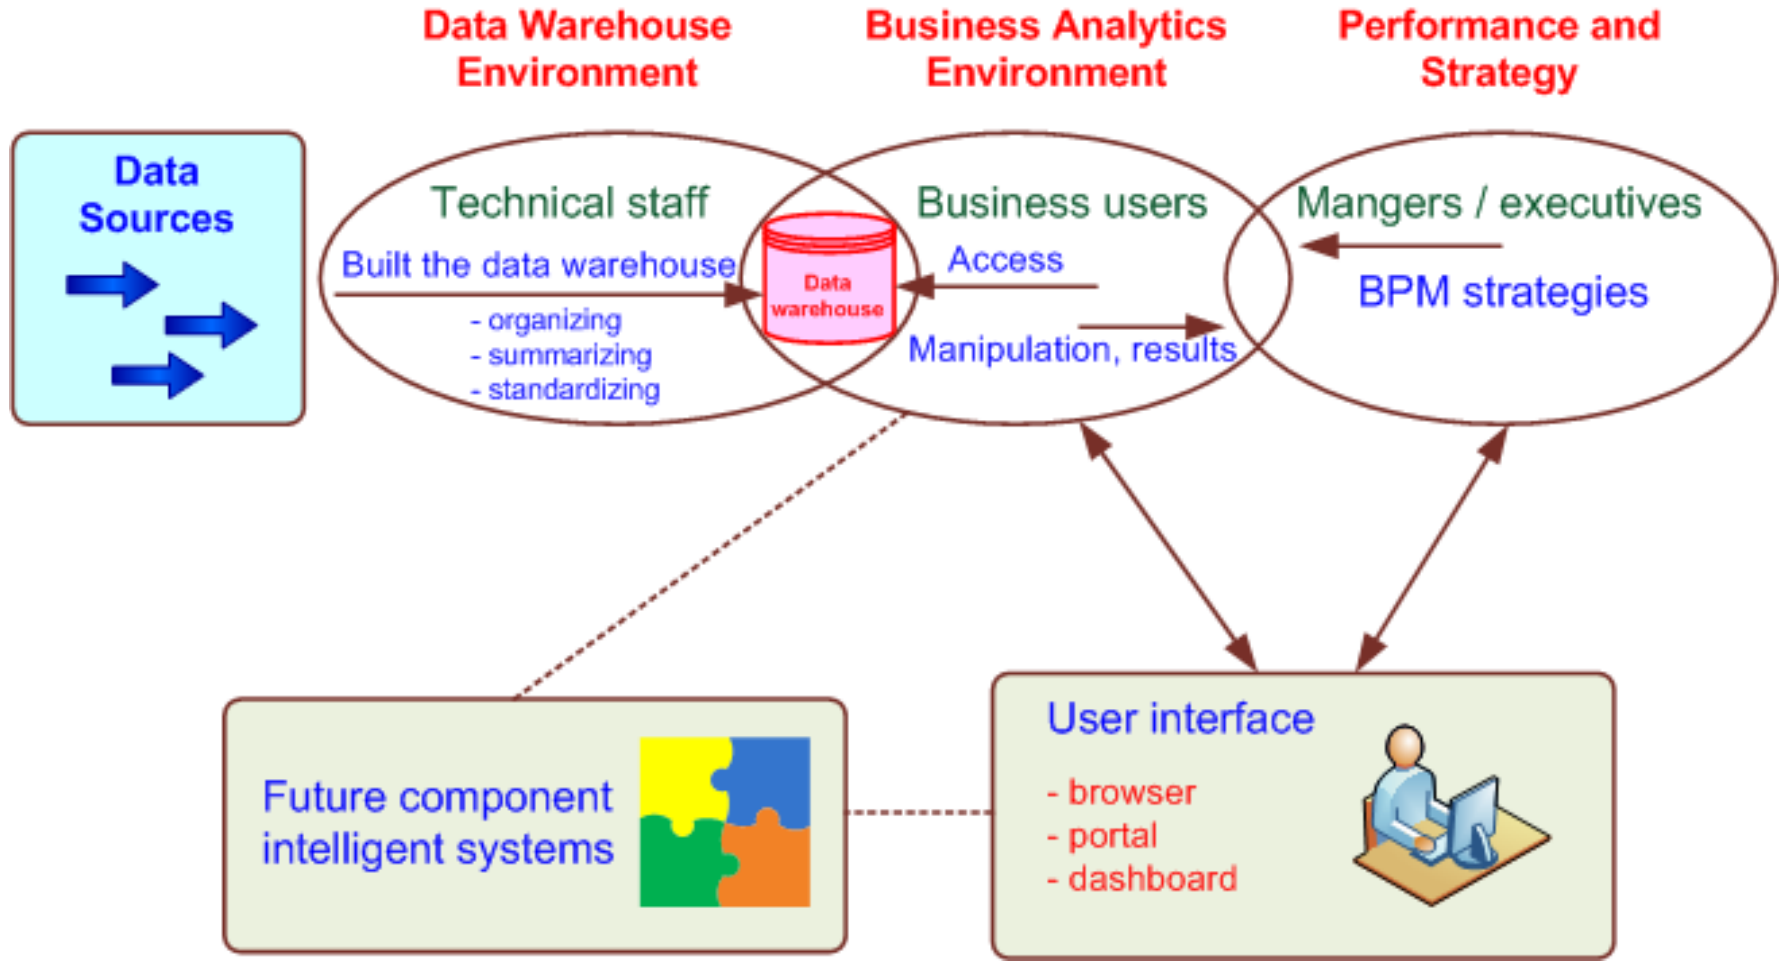 Data Warehouse
Environment
Business Analytics
Environment
Performance and
Strategy
Data
Sources
Technical staff
Built the data warehouse
- organizing
- summarizing
- standardizing
Data
warehouse
Business users
Access
Manipulation, results
Mangers / executives
BPM strategies
Future component
intelligent systems
User interface
- browser
- portal
- dashboard